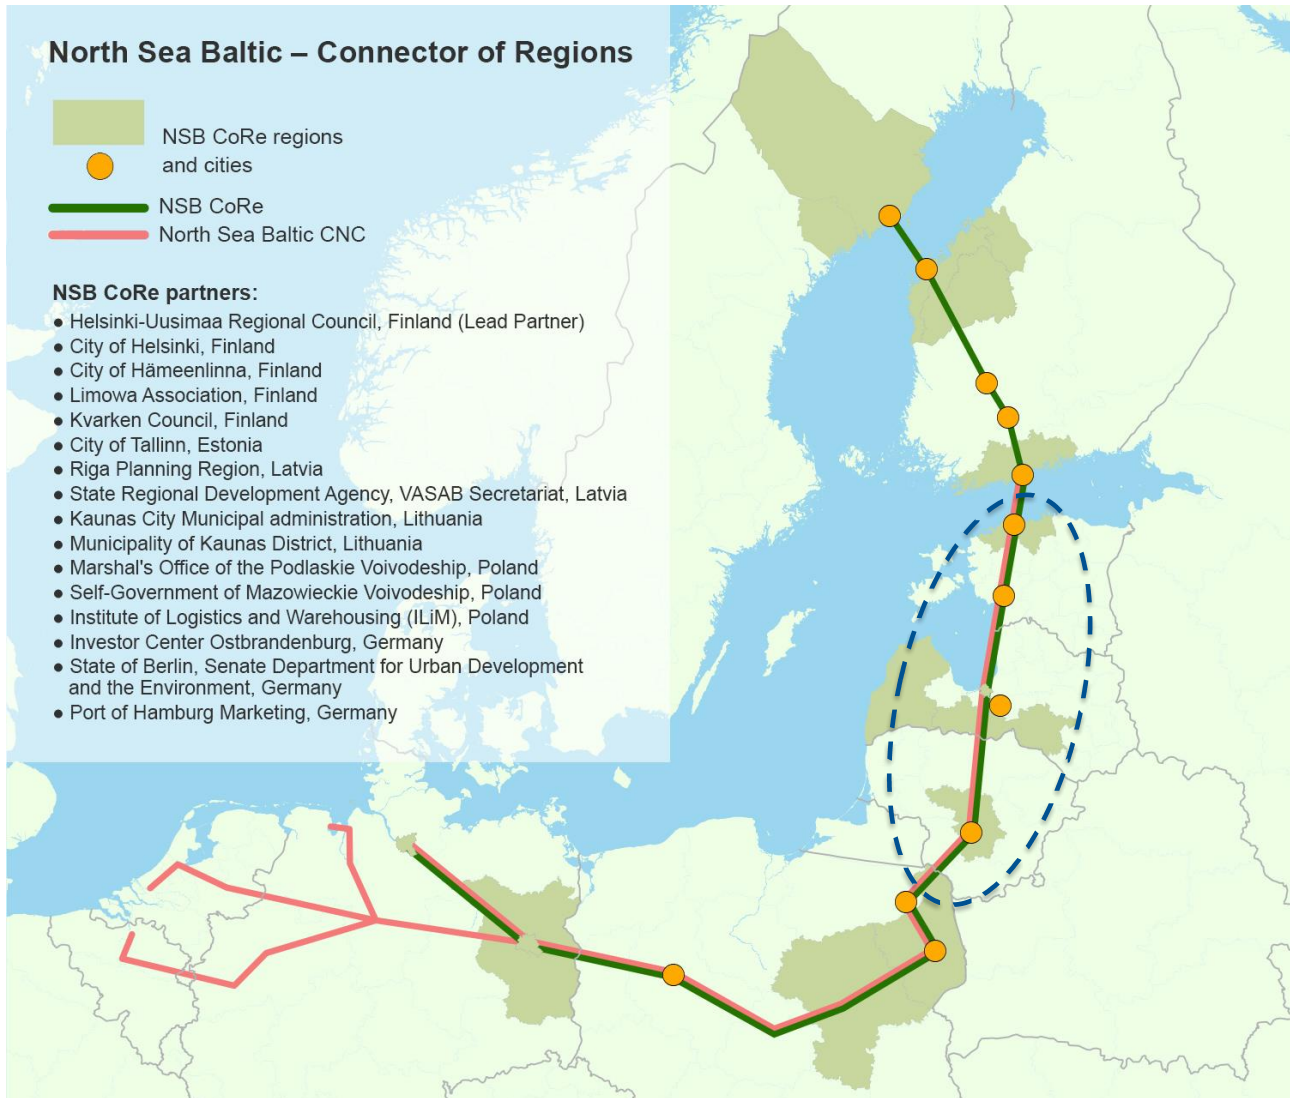 North Sea Baltic – Connector of Regions
NSB CoRe regions
and cities
NSB CoRe
North Sea Baltic CNC
NSB CoRe partners:
● Helsinki-Uusimaa Regional Council, Finland (Lead Partner)
● City of Helsinki, Finland
● City of Hämeenlinna, Finland
● Limowa Association, Finland
● Kvarken Council, Finland
● City of Tallinn, Estonia
● Riga Planning Region, Latvia
● State Regional Development Agency, VASAB Secretariat, Latvia
● Kaunas City Municipal administration, Lithuania
● Municipality of Kaunas District, Lithuania
● Marshal's Office of the Podlaskie Voivodeship, Poland
● Self-Government of Mazowieckie Voivodeship, Poland
● Institute of Logistics and Warehousing (ILiM), Poland
● Investor Center Ostbrandenburg, Germany
● State of Berlin, Senate Department for Urban Development
and the Environment, Germany
● Port of Hamburg Marketing, Germany